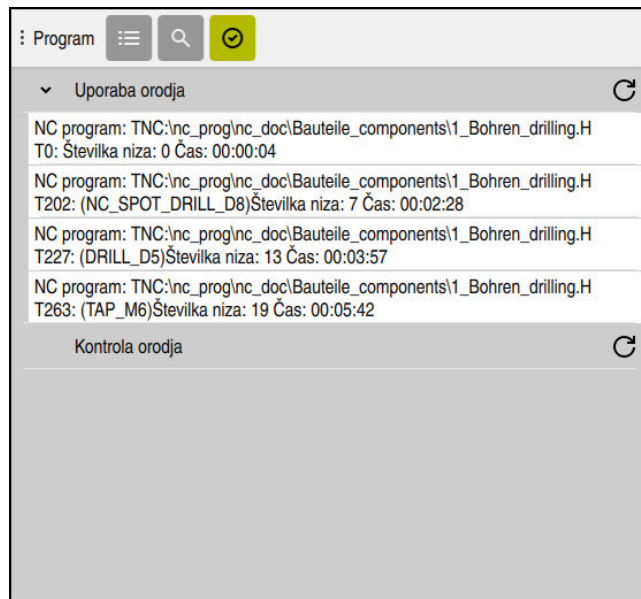 Program
Uporaba orodja
NC program: TNC:\nc_prog\nc_doc\Bauteile_components\1_Bohren_drilling.H
T0: Številka niza: 0 Čas: 00:00:04
NC program: TNC:\nc_prog\nc_doc\Bauteile_components\1_Bohren_drilling.H
T202: (NC_SPOT_DRILL_D8)Številka niza: 7 Čas: 00:02:28
NC program: TNC:\nc_prog\nc_doc\Bauteile_components\1_Bohren_drilling.H
T227: (DRILL_D5)Številka niza: 13 Čas: 00:03:57
NC program: TNC:\nc_prog\nc_doc\Bauteile_components\1_Bohren_drilling.H
T263: (TAP_M6)Številka niza: 19 Čas: 00:05:42
Kontrola orodja